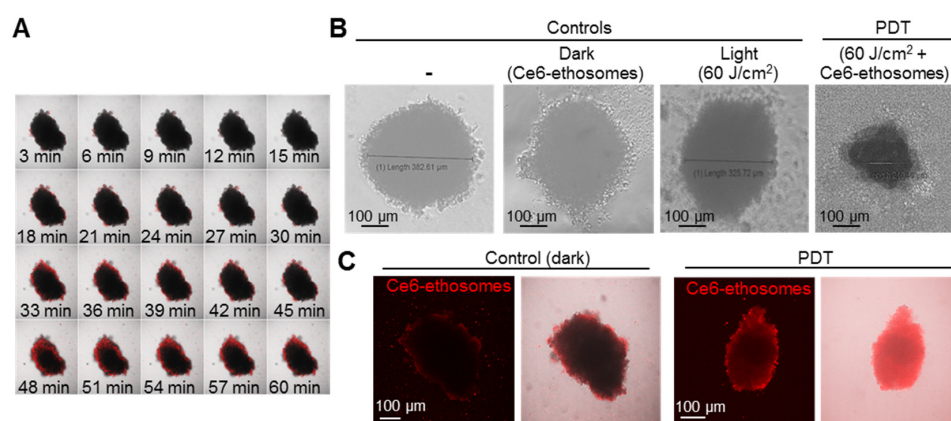 A
3 min 6 min 9 min 12 min 15 min
18 min 21 min 24 min 27 min 30 min
33 min 36 min 39 min 42 min 45 min
48 min 51 min 54 min 57 min 60 min
B
Controls PDT
- Dark Light (60 J/cm² +
(Ce6-ethosomes) (60 J/cm²) Ce6-ethosomes)
(1) Length 382.61 µm
(1) Length 325.72 µm
100 µm 100 µm 100 µm 100 µm
C
Control (dark) PDT
Ce6-ethosomes Ce6-ethosomes
100 µm 100 µm